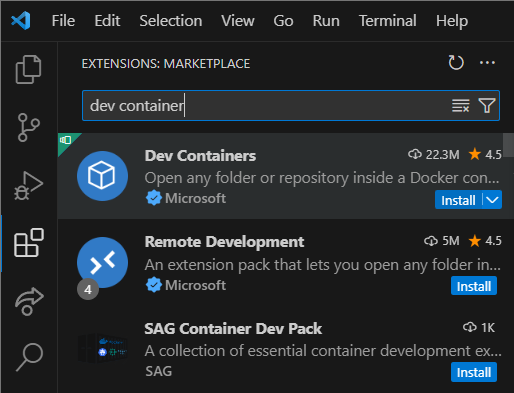 File Edit Selection View Go Run Terminal Help
EXTENSIONS: MARKETPLACE
dev container
Dev Containers 22.3M 4.5
Open any folder or repository inside a Docker con...
Microsoft Install
Remote Development 5M 4.5
An extension pack that lets you open any folder in...
4 Microsoft Install
SAG Container Dev Pack 1K
A collection of essential container development ex...
SAG Install